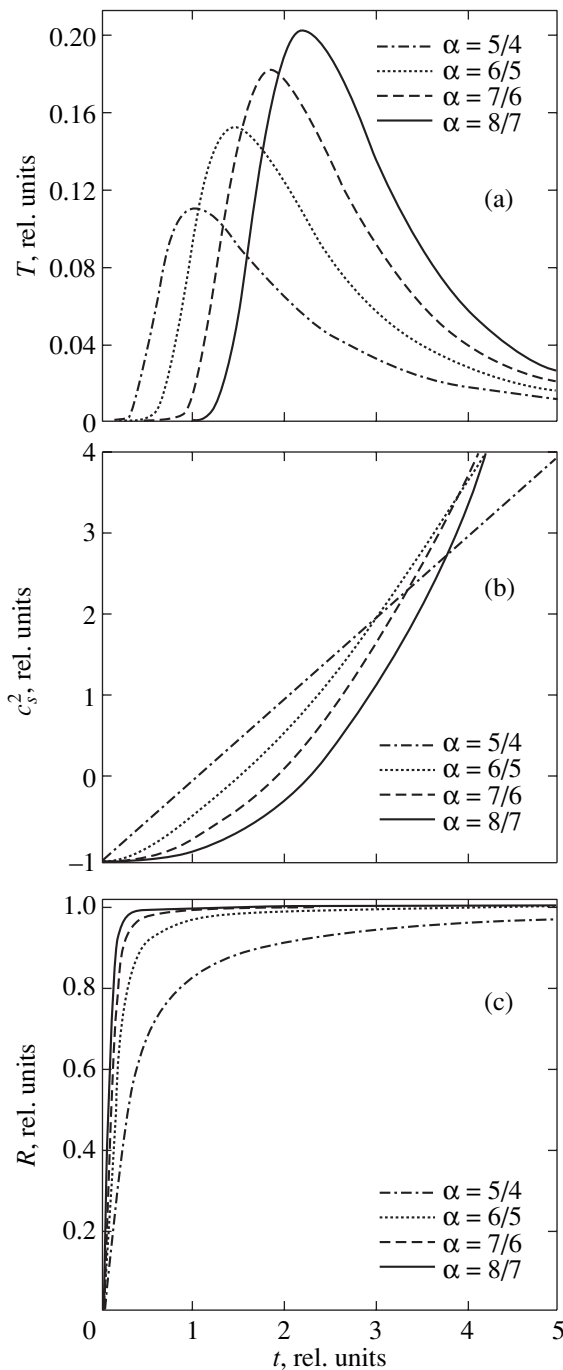 0.20
0.16
0.12
0.08
0.04
0
T, rel. units
α = 5/4
α = 6/5
α = 7/6
α = 8/7
(a)
4
3
2
1
0
–1
c_s^2, rel. units
(b)
α = 5/4
α = 6/5
α = 7/6
α = 8/7
1.0
0.8
0.6
0.4
0.2
R, rel. units
(c)
α = 5/4
α = 6/5
α = 7/6
α = 8/7
0 1 2 3 4 5
t, rel. units